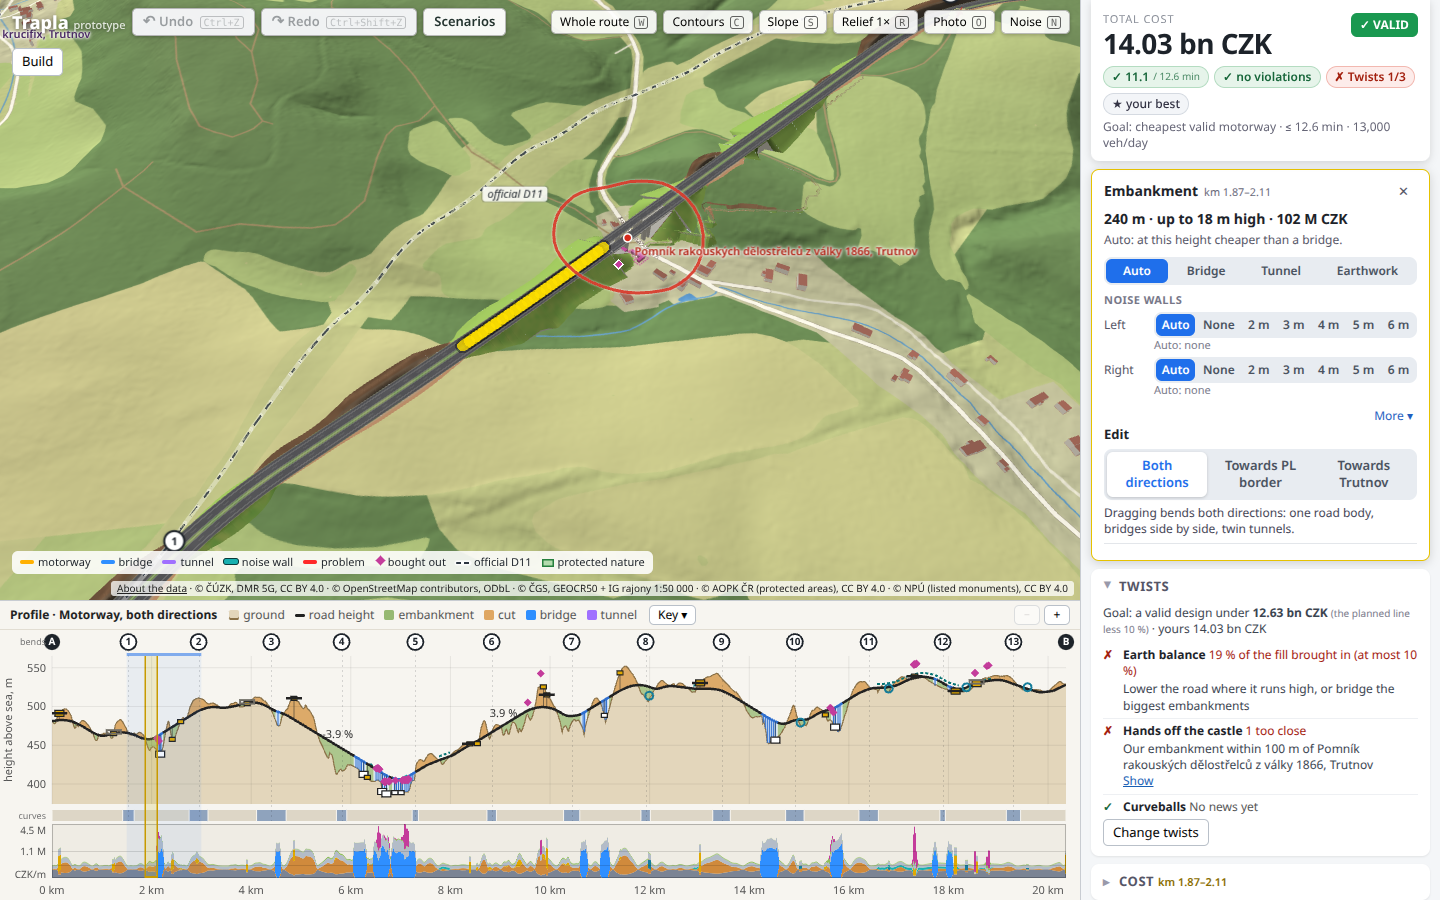 Trapla prototype
↶ Undo Ctrl+Z
↷ Redo Ctrl+Shift+Z
Scenarios
Whole route W
Contours C
Slope S
Relief 1× R
Photo O
Noise N
krucifix, Trutnov
Build
official D11
Pomník rakouských dělostřelců z války 1866, Trutnov
1
motorway
bridge
tunnel
noise wall
problem
bought out
official D11
protected nature
About the data · © ČÚZK, DMR 5G, CC BY 4.0 · © OpenStreetMap contributors, ODbL · © ČGS, GEOCR50 + IG rajony 1:50 000 · © AOPK ČR (protected areas), CC BY 4.0 · © NPÚ (listed monuments), CC BY 4.0
Profile · Motorway, both directions
ground
road height
embankment
cut
bridge
tunnel
Key ▾
−
+
bends A 1 2 3 4 5 6 7 8 9 10 11 12 13 B
height above sea, m
550
500
450
400
3.9 %
3.9 %
curves
4.5 M
1.1 M
CZK/m
0 km 2 km 4 km 6 km 8 km 10 km 12 km 14 km 16 km 18 km 20 km
TOTAL COST
14.03 bn CZK
✓ VALID
✓ 11.1 / 12.6 min
✓ no violations
✗ Twists 1/3
★ your best
Goal: cheapest valid motorway · ≤ 12.6 min · 13,000
veh/day
Embankment km 1.87–2.11
✕
240 m · up to 18 m high · 102 M CZK
Auto: at this height cheaper than a bridge.
Auto Bridge Tunnel Earthwork
NOISE WALLS
Left Auto None 2 m 3 m 4 m 5 m 6 m
Auto: none
Right Auto None 2 m 3 m 4 m 5 m 6 m
Auto: none
More ▾
Edit
Both directions
Towards PL border
Towards Trutnov
Dragging bends both directions: one road body,
bridges side by side, twin tunnels.
▼ TWISTS
Goal: a valid design under 12.63 bn CZK (the planned line
less 10 %) · yours 14.03 bn CZK
✗ Earth balance 19 % of the fill brought in (at most 10
%)
Lower the road where it runs high, or bridge the
biggest embankments
✗ Hands off the castle 1 too close
Our embankment within 100 m of Pomník
rakouských dělostřelců z války 1866, Trutnov
Show
✓ Curveballs No news yet
Change twists
▶ COST km 1.87–2.11